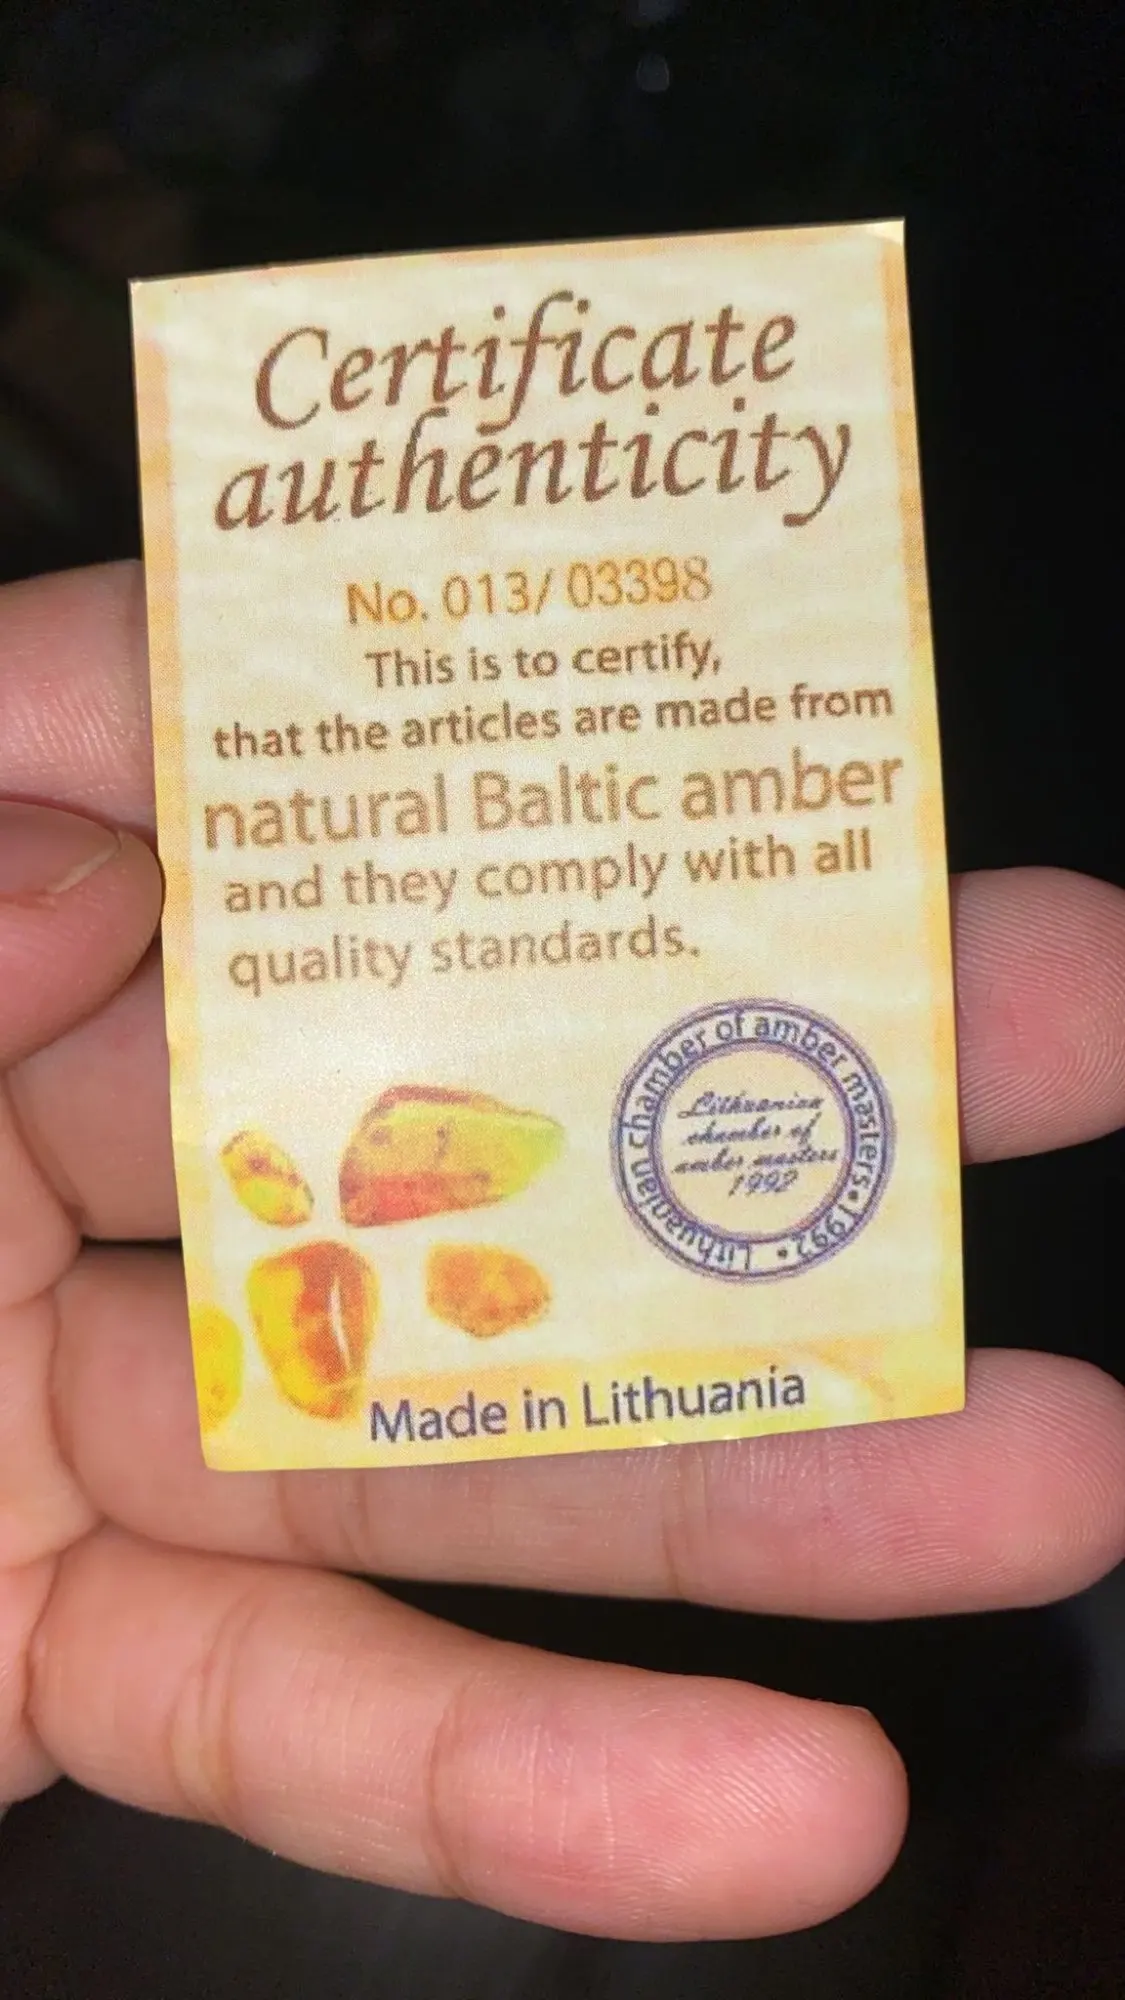 Certificate
authenticity
No. 013/ 03398
This is to certify,
that the articles are made from
natural Baltic amber
and they comply with all
quality standards.
Lithuanian chamber of amber masters • 1992 •
Lithuanian
chamber of
amber masters
1992
Made in Lithuania